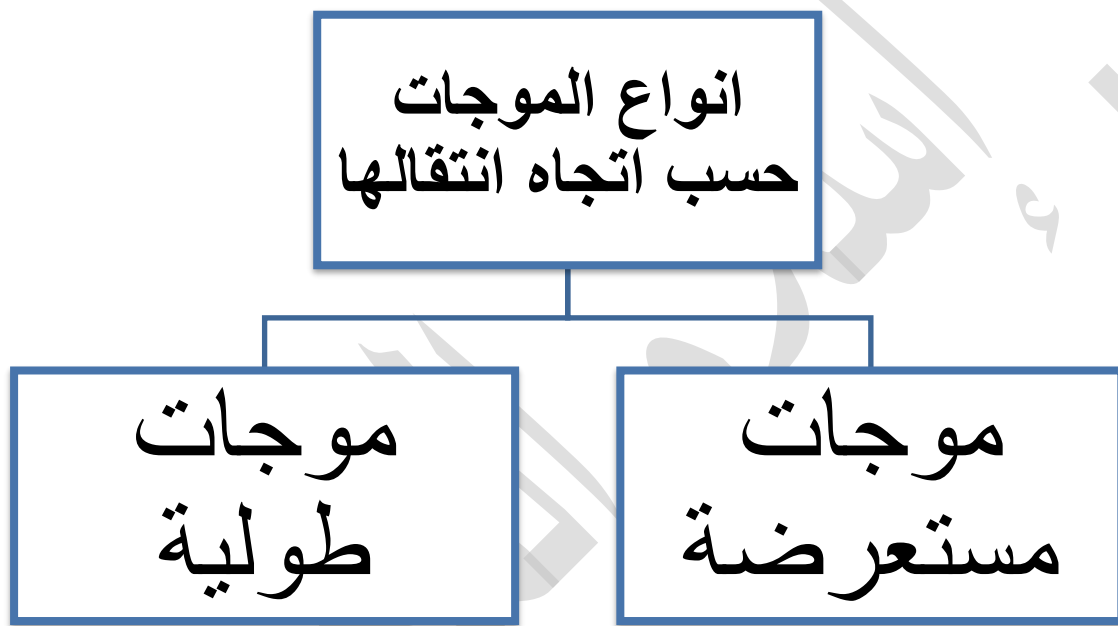 انواع الموجات
حسب اتجاه انتقالها
موجات
مستعرضة
موجات
طولية